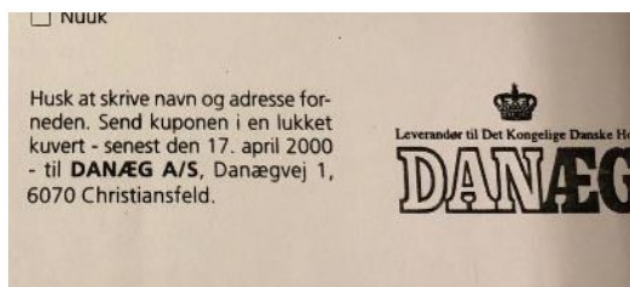 Nuuk
Husk at skrive navn og adresse for-
neden. Send kuponen i en lukket
kuvert - senest den 17. april 2000
- til DANÆG A/S, Danægvej 1,
6070 Christiansfeld.
Leverandør til Det Kongelige Danske
DANÆG